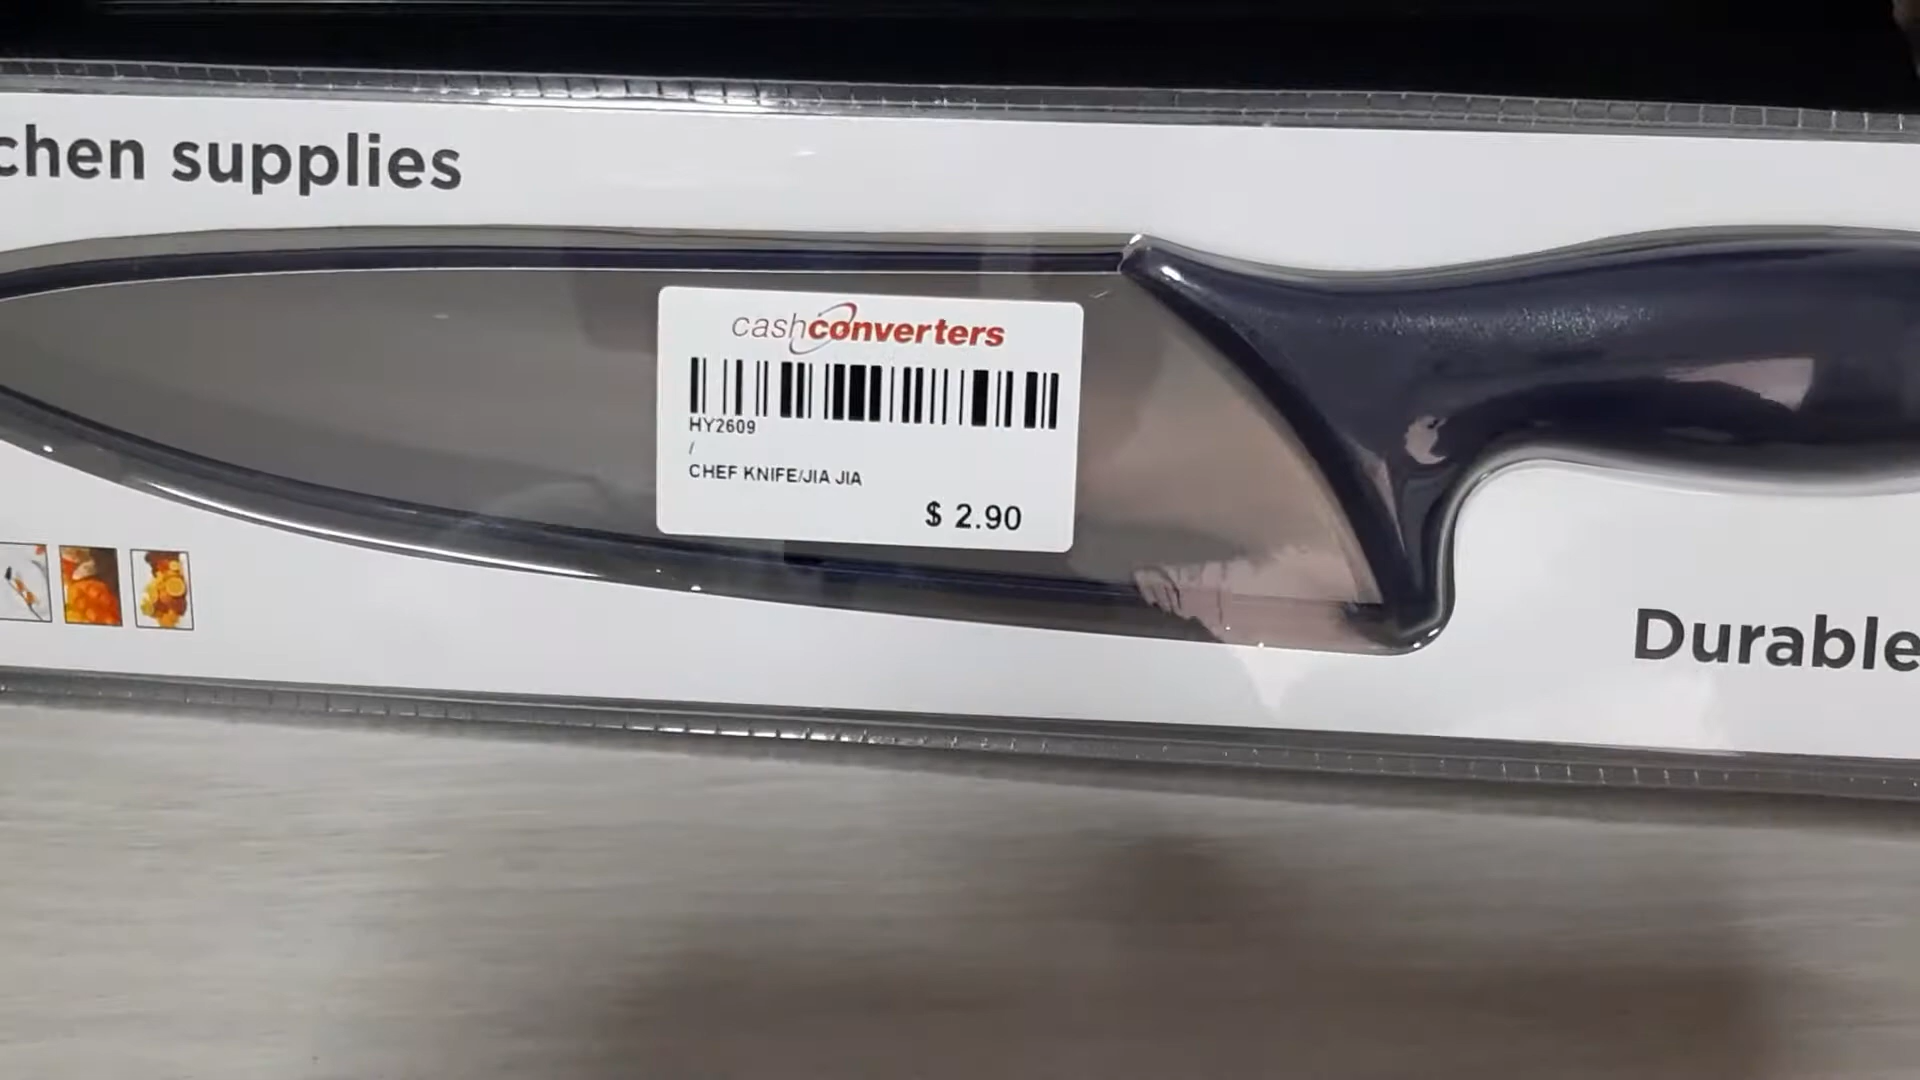 chen supplies
cashconverters
HY2609
/
CHEF KNIFE/JIA JIA
$ 2.90
Durable